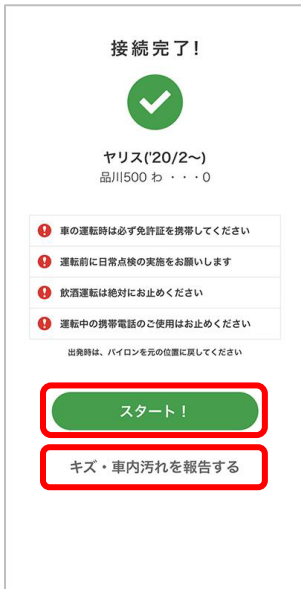 接続完了!
ヤリス('20/2~)
品川500 わ ・・・0
車の運転時は必ず免許証を携帯してください
運転前に日常点検の実施をお願いします
飲酒運転は絶対にお止めください
運転中の携帯電話のご使用はお止めください
出発時は、パイロンを元の位置に戻してください
スタート！
キズ・車内汚れを報告する